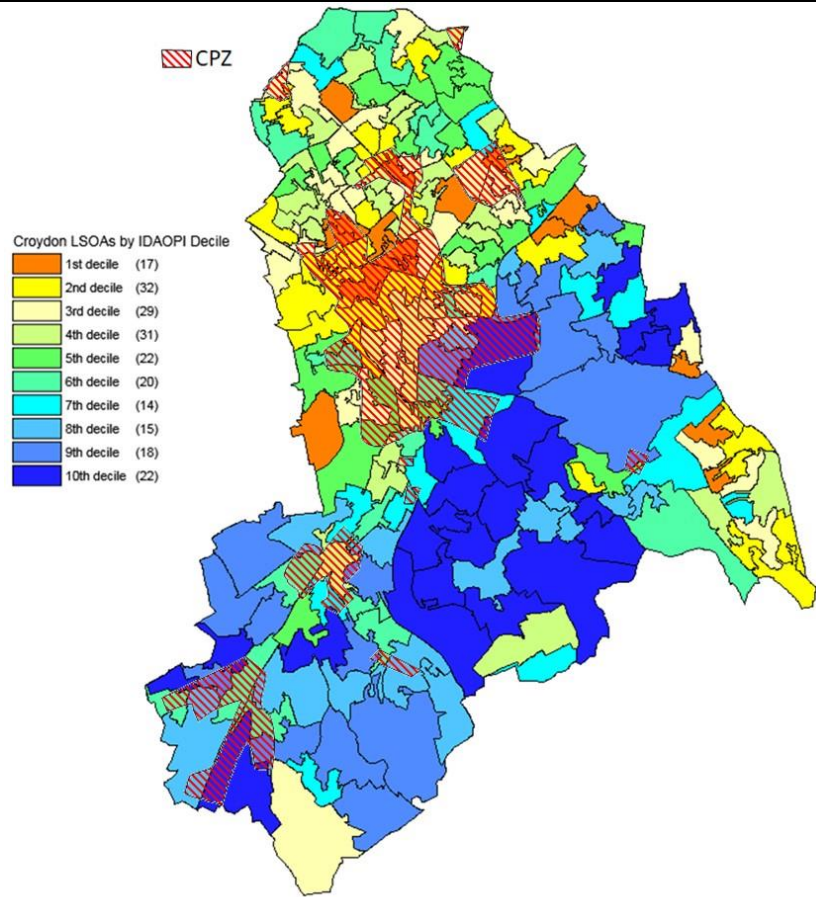 CPZ
Croydon LSOAs by IDAOPI Decile
1st decile (17)
2nd decile (32)
3rd decile (29)
4th decile (31)
5th decile (22)
6th decile (20)
7th decile (14)
8th decile (15)
9th decile (18)
10th decile (22)